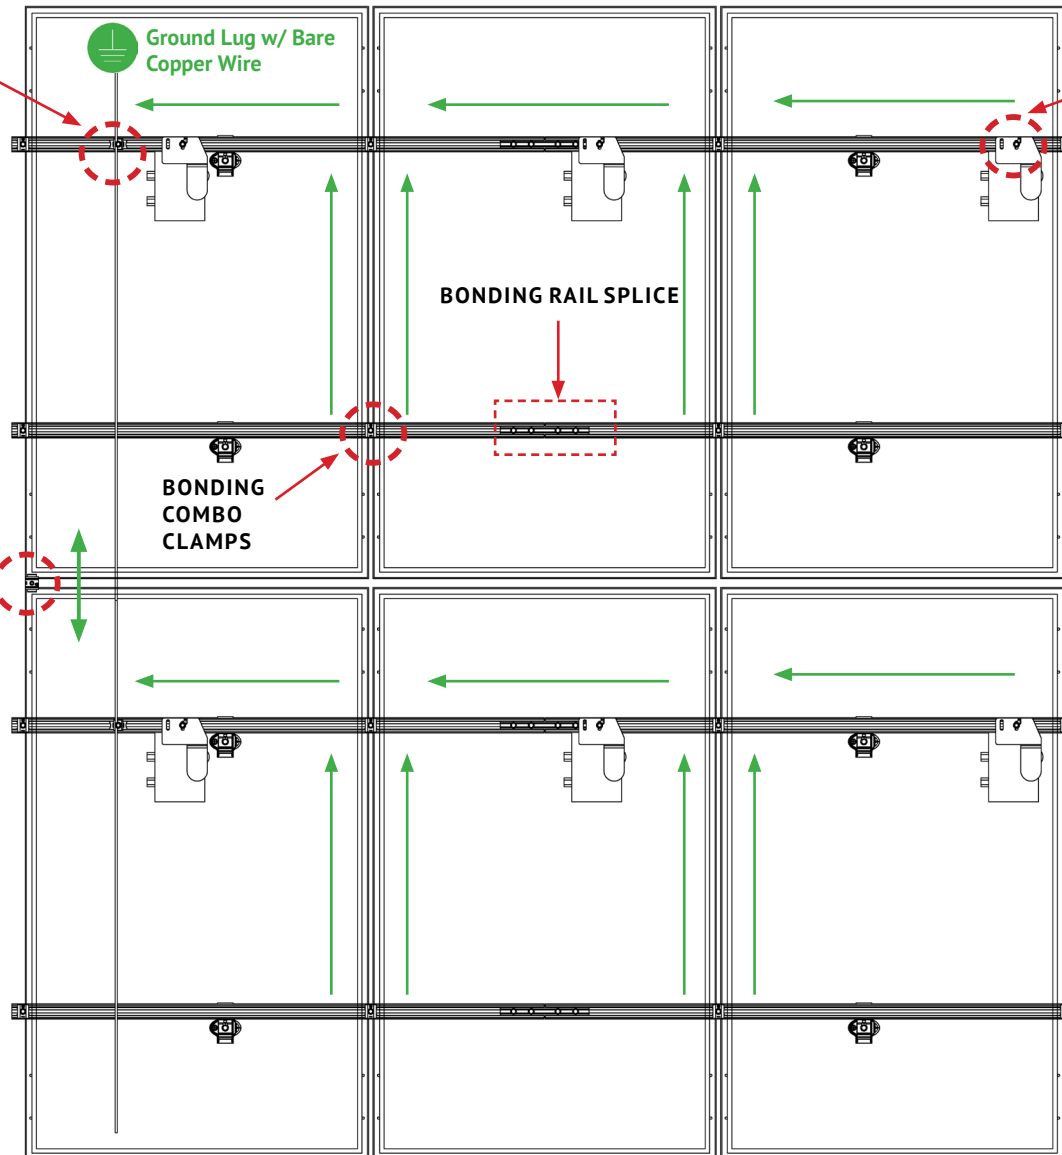 Ground Lug w/ Bare
Copper Wire
BONDING RAIL SPLICE
BONDING
COMBO
CLAMPS